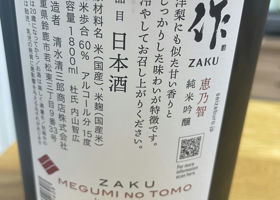 作
ZAKU
恵乃智
純米吟醸
洋梨にも似た甘い香りと
しっかりした味わいが特徴です。
冷やしてお召し上がりください。
品目 日本酒
原材料名 米(国産)、米麹(国産)
精米歩合 60% アルコール分 15度
容量 1800ml 杜氏 内山智広
製造者 清水清三郎商店株式会社
三重県鈴鹿市若松東三丁目9番33号
ZAKU
MEGUMI NO TOMO